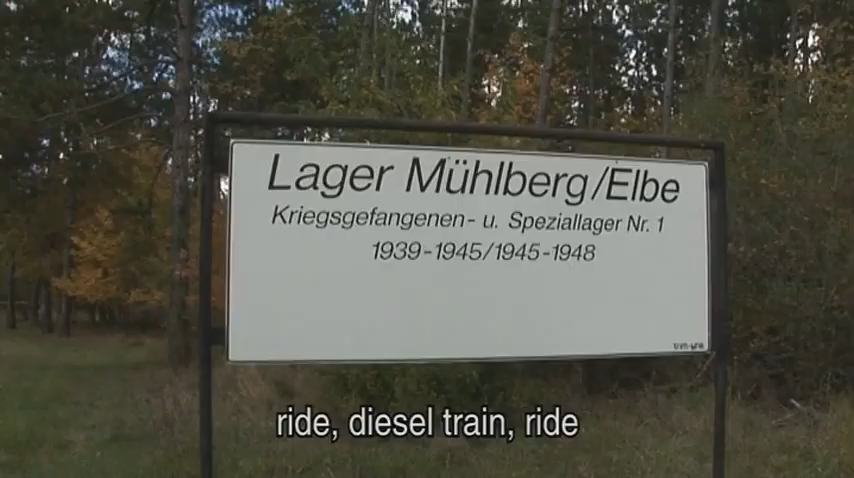 Lager Mühlberg/Elbe
Kriegsgefangenen- u. Speziallager Nr. 1
1939-1945/1945-1948
ride, diesel train, ride